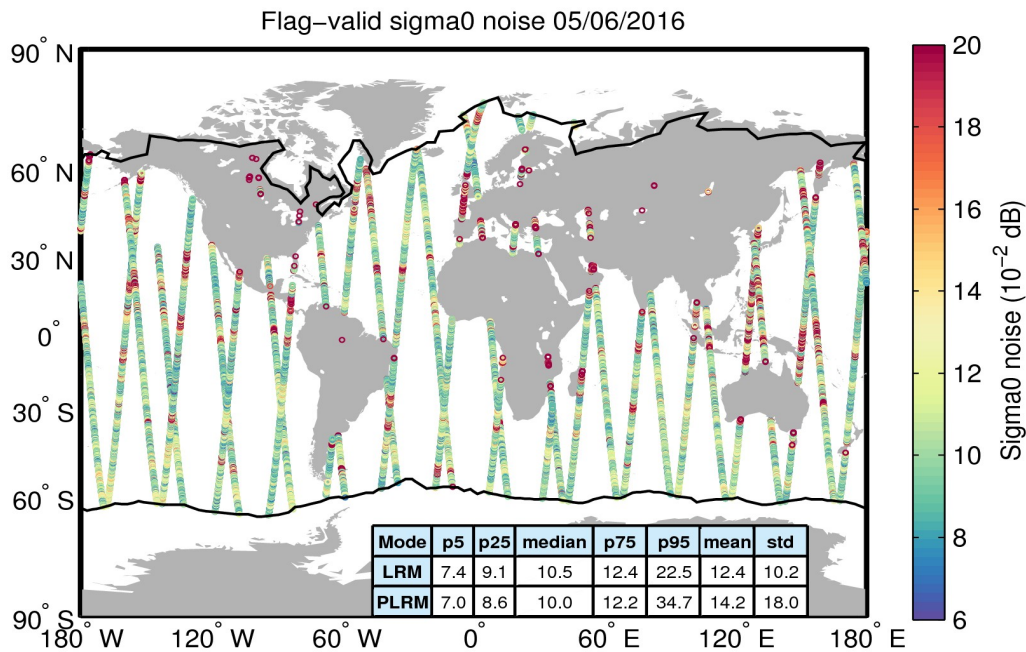 Flag−valid sigma0 noise 05/06/2016
90° N
60° N
30° N
0°
30° S
60° S
90° S
180° W 120° W 60° W 0° 60° E 120° E 180° E
Mode p5 p25 median p75 p95 mean std
LRM 7.4 9.1 10.5 12.4 22.5 12.4 10.2
PLRM 7.0 8.6 10.0 12.2 34.7 14.2 18.0
20
18
16
14
12
10
8
6
Sigma0 noise (10⁻² dB)